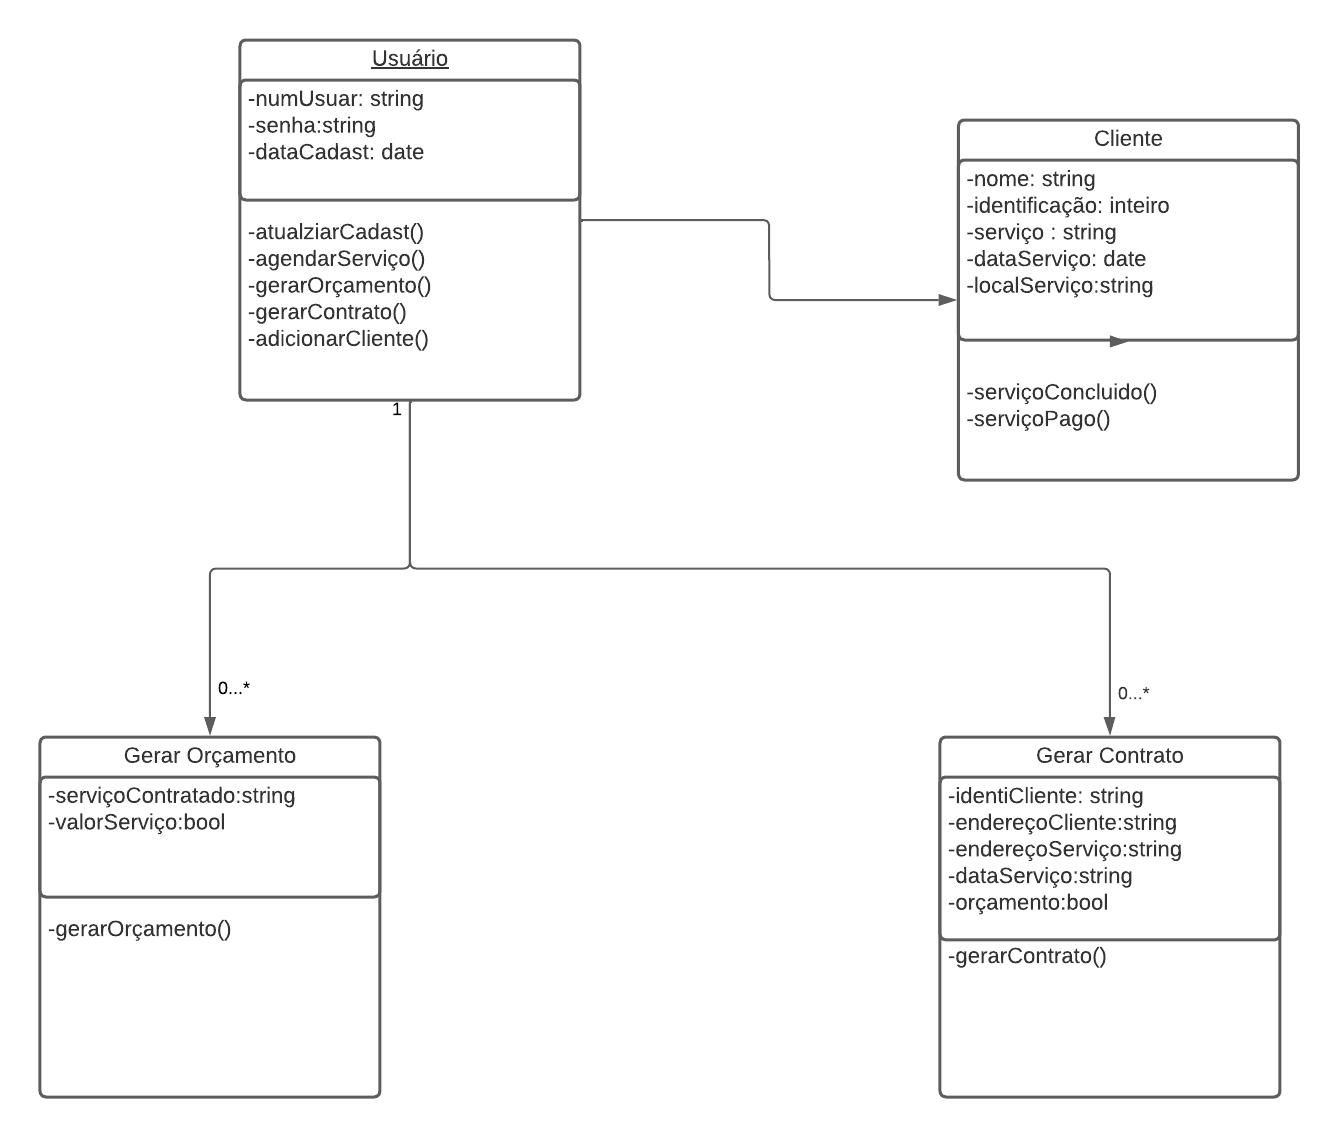 Usuário
-numUsuar: string
-senha:string
-dataCadast: date
-atualziarCadast()
-agendarServiço()
-gerarOrçamento()
-gerarContrato()
-adicionarCliente()
1
Cliente
-nome: string
-identificação: inteiro
-serviço : string
-dataServiço: date
-localServiço:string
-serviçoConcluido()
-serviçoPago()
0...*
Gerar Orçamento
-serviçoContratado:string
-valorServiço:bool
-gerarOrçamento()
0...*
Gerar Contrato
-identiCliente: string
-endereçoCliente:string
-endereçoServiço:string
-dataServiço:string
-orçamento:bool
-gerarContrato()